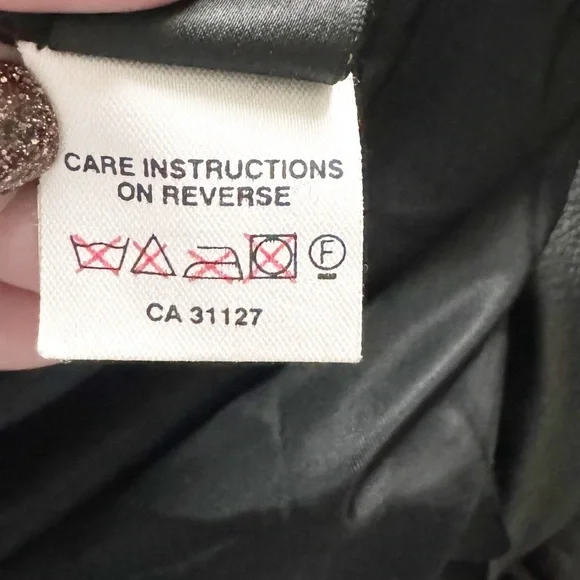 CARE INSTRUCTIONS
ON REVERSE
F
CA 31127